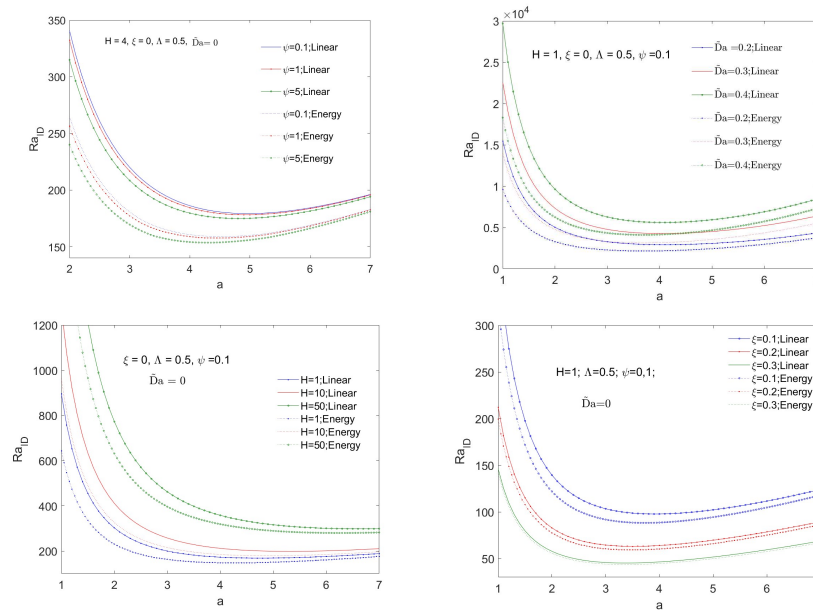 H = 4, ξ = 0, Λ = 0.5, D̃a= 0
ψ=0.1;Linear
ψ=1;Linear
ψ=5;Linear
ψ=0.1;Energy
ψ=1;Energy
ψ=5;Energy
350
300
250
200
150
Ra_ID
2 3 4 5 6 7
a
×10⁴
H = 1, ξ = 0, Λ = 0.5, ψ =0.1
D̃a =0.2;Linear
D̃a=0.3;Linear
D̃a=0.4;Linear
D̃a=0.2;Energy
D̃a=0.3;Energy
D̃a=0.4;Energy
3
2.5
2
1.5
1
0.5
0
Ra_ID
1 2 3 4 5 6
a
ξ = 0, Λ = 0.5, ψ =0.1
D̃a = 0
H=1;Linear
H=10;Linear
H=50;Linear
H=1;Energy
H=10;Energy
H=50;Energy
1200
1000
800
600
400
200
Ra_ID
1 2 3 4 5 6 7
a
H=1; Λ=0.5; ψ=0,1;
D̃a=0
ξ=0.1;Linear
ξ=0.2;Linear
ξ=0.3;Linear
ξ=0.1;Energy
ξ=0.2;Energy
ξ=0.3;Energy
300
250
200
150
100
50
Ra_ID
1 2 3 4 5 6
a